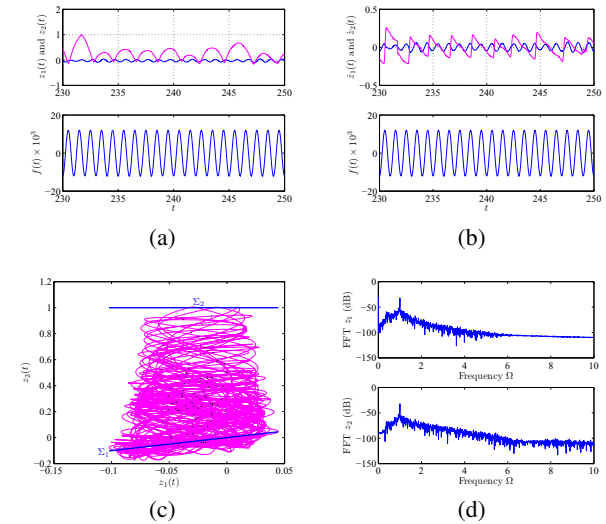 z₁(t) and z₂(t)
2
1
0
−1
230 235 240 245 250
f(t) × 10³
20
0
−20
230 235 240 245 250
t
(a)
ż₁(t) and ż₂(t)
0.5
0
−0.5
230 235 240 245 250
f(t) × 10³
20
0
−20
230 235 240 245 250
t
(b)
z₂(t)
1.2
1
0.8
0.6
0.4
0.2
0
−0.2
Σ₂
Σ₁
−0.15 −0.1 −0.05 0 0.05
z₁(t)
(c)
FFT z₁ (dB)
0
−50
−100
−150
0 2 4 6 8 10
Frequency Ω
FFT z₂ (dB)
0
−50
−100
−150
0 2 4 6 8 10
Frequency Ω
(d)